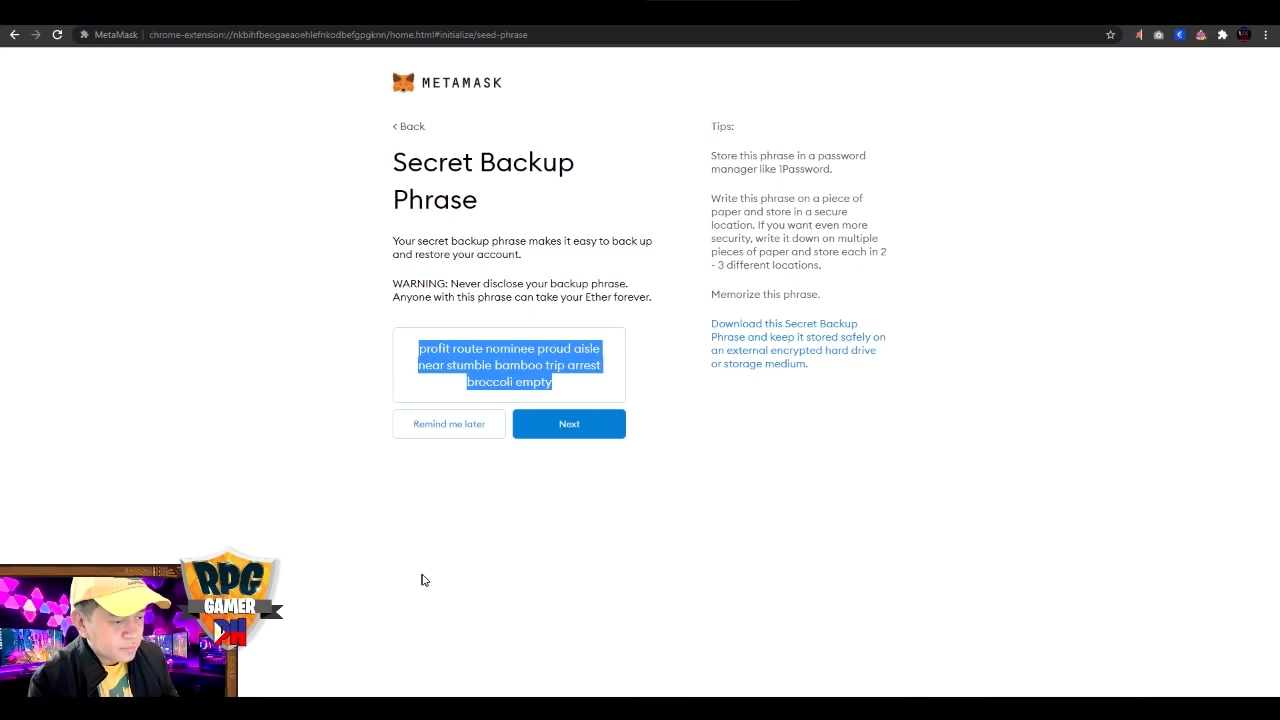 MetaMask | chrome-extension://nkbihfbeogaeaoehlefnkodbefgpgknn/home.html#initialize/seed-phrase
METAMASK
< Back
Secret Backup
Phrase
Your secret backup phrase makes it easy to back up
and restore your account.
WARNING: Never disclose your backup phrase.
Anyone with this phrase can take your Ether forever.
profit route nominee proud aisle
near stumble bamboo trip arrest
broccoli empty
Remind me later
Next
Tips:
Store this phrase in a password
manager like 1Password.
Write this phrase on a piece of
paper and store in a secure
location. If you want even more
security, write it down on multiple
pieces of paper and store each in 2
- 3 different locations.
Memorize this phrase.
Download this Secret Backup
Phrase and keep it stored safely on
an external encrypted hard drive
or storage medium.
RPG
GAMER
PH